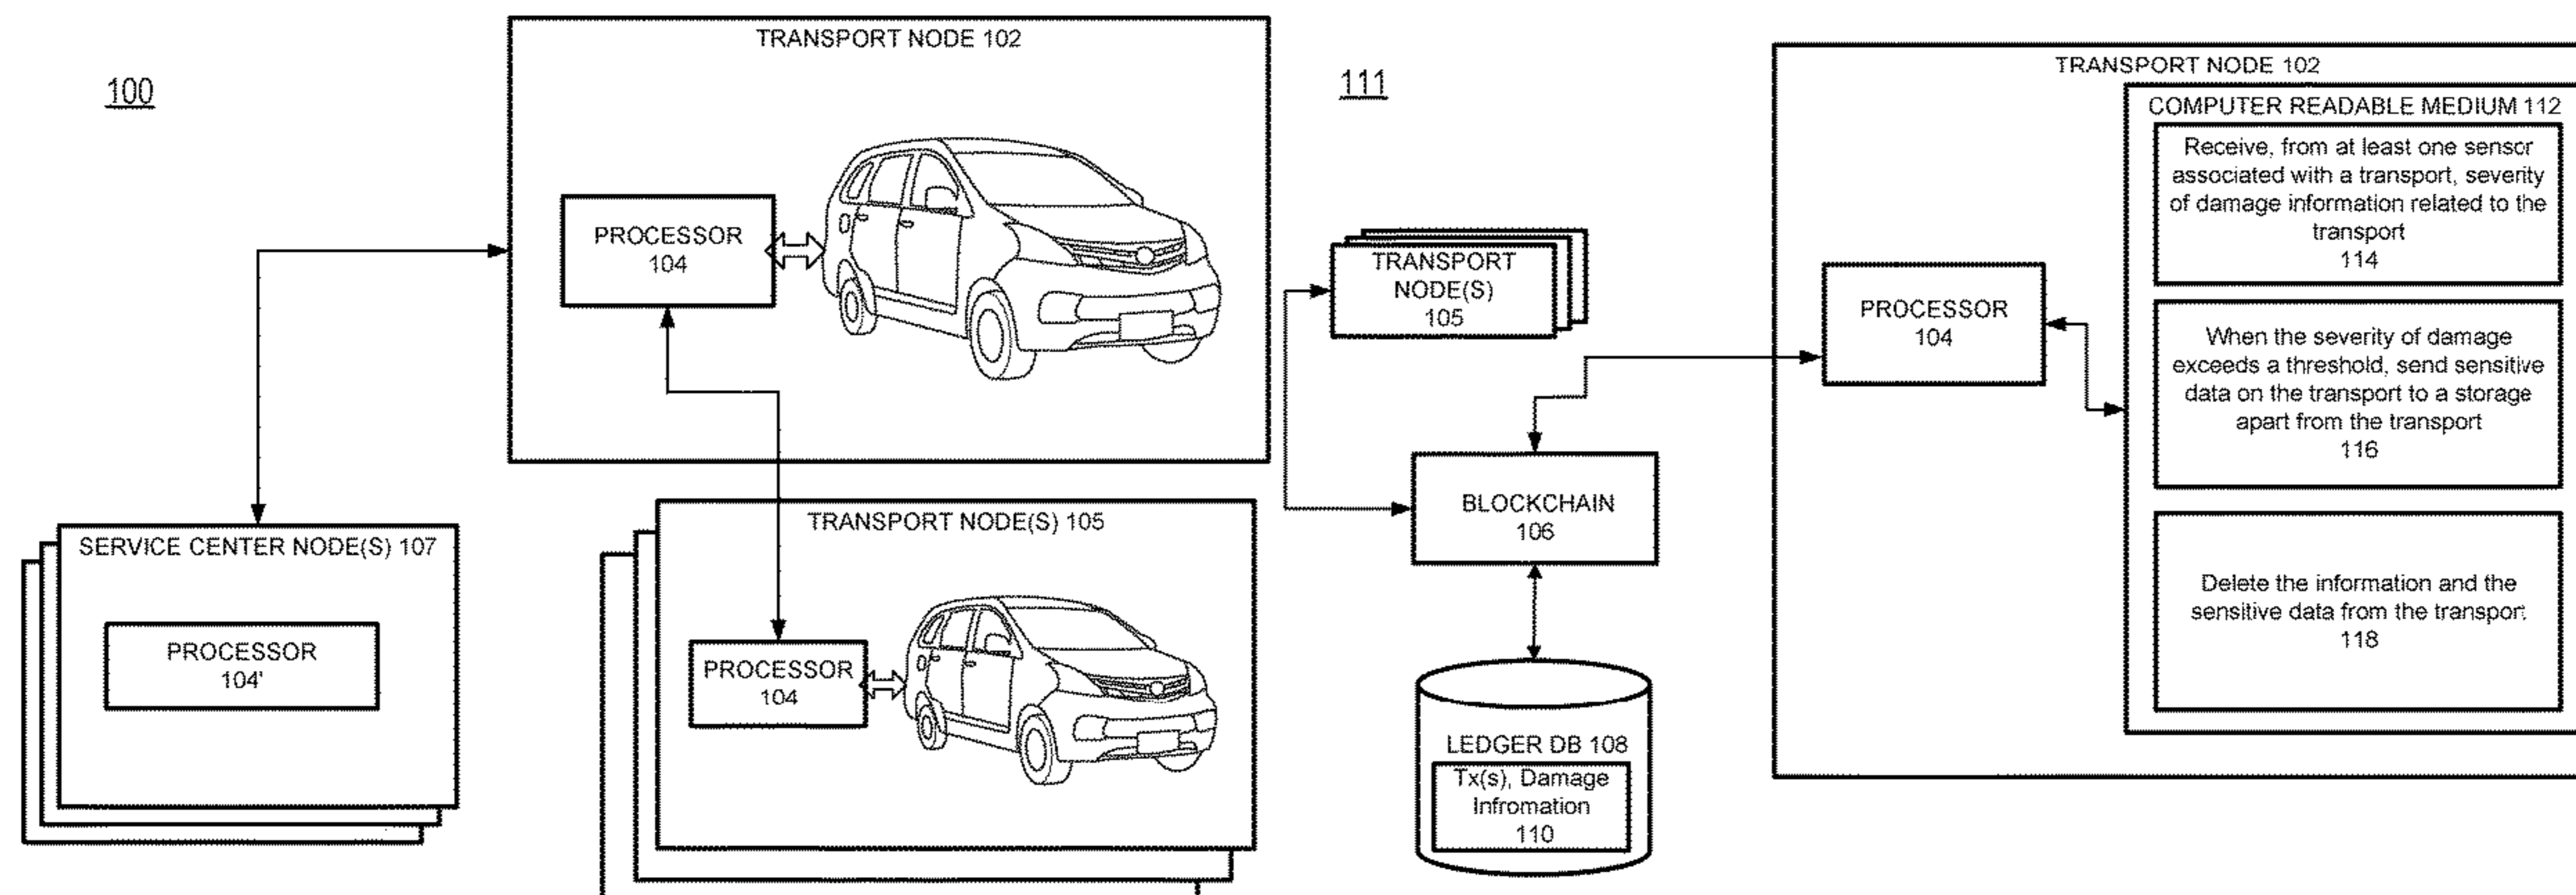 100
TRANSPORT NODE 102
PROCESSOR
104
SERVICE CENTER NODE(S) 107
PROCESSOR
104'
TRANSPORT NODE(S) 105
PROCESSOR
104
111
TRANSPORT
NODE(S)
105
BLOCKCHAIN
106
LEDGER DB 108
Tx(s), Damage
Infromation
110
TRANSPORT NODE 102
PROCESSOR
104
COMPUTER READABLE MEDIUM 112
Receive, from at least one sensor
associated with a transport, severity
of damage information related to the
transport
114
When the severity of damage
exceeds a threshold, send sensitive
data on the transport to a storage
apart from the transport
116
Delete the information and the
sensitive data from the transport
118